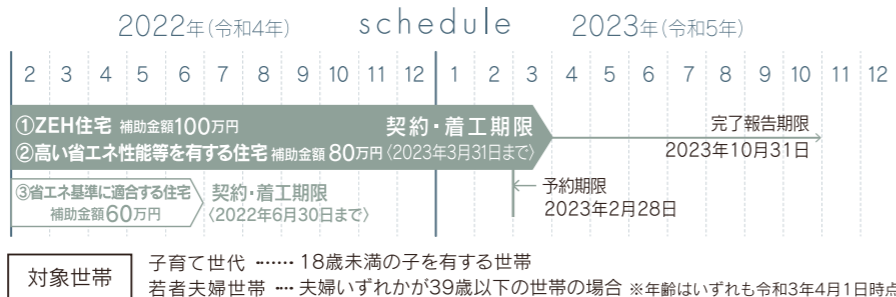 2022年(令和4年) schedule 2023年(令和5年)
2 3 4 5 6 7 8 9 10 11 12 1 2 3 4 5 6 7 8 9 10 11 12
①ZEH住宅 補助金額100万円 契約・着工期限 完了報告期限
②高い省エネ性能等を有する住宅 補助金額 80万円〈2023年3月31日まで〉 2023年10月31日
③省エネ基準に適合する住宅 契約・着工期限 予約期限
補助金額60万円 〈2022年6月30日まで〉 2023年2月28日
対象世帯
子育て世代 ……… 18歳未満の子を有する世帯
若者夫婦世帯 …‥ 夫婦いずれかが39歳以下の世帯の場合 ※年齢はいずれも令和3年4月1日時点